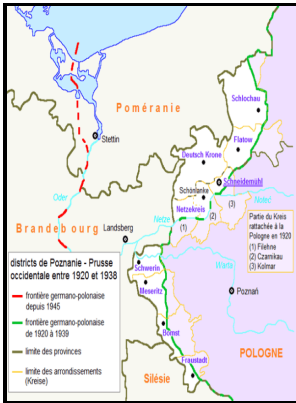 Poméranie
Schlochau
Stettin
Flatow
Deutsch Krone
Schneidemühl
Schönlanke
(3)
Oder
Netzekreis
Noteć
(2)
Brandebourg
Landsberg
Netze
(1)
Partie du Kreis
rattachée à la
Pologne en 1920
(1) Filehne
(2) Czarnikau
(3) Kolmar
districts de Poznanie - Prusse
occidentale entre 1920 et 1938
frontière germano-polonaise
depuis 1945
frontière germano-polonaise
de 1920 à 1939
limite des provinces
limite des arrondissements
(Kreise)
Schwerin
Warta
Meseritz
Poznań
Bomst
POLOGNE
Fraustadt
Silésie